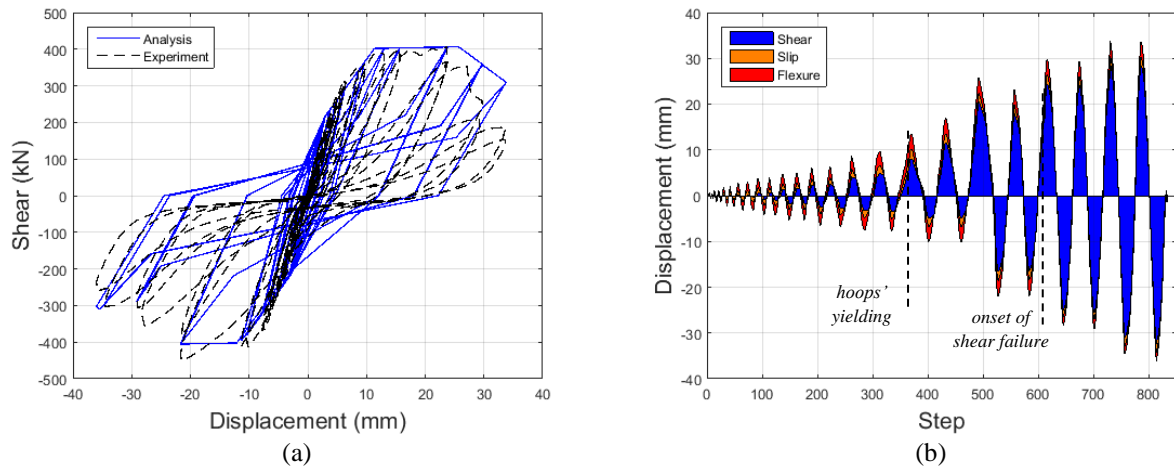 500
400
300
200
100
0
-100
-200
-300
-400
-500
Shear (kN)
Analysis
Experiment
-40 -30 -20 -10 0 10 20 30 40
Displacement (mm)
(a)
40
30
20
10
0
-10
-20
-30
-40
Displacement (mm)
Shear
Slip
Flexure
hoops’
yielding
onset of
shear failure
0 100 200 300 400 500 600 700 800
Step
(b)